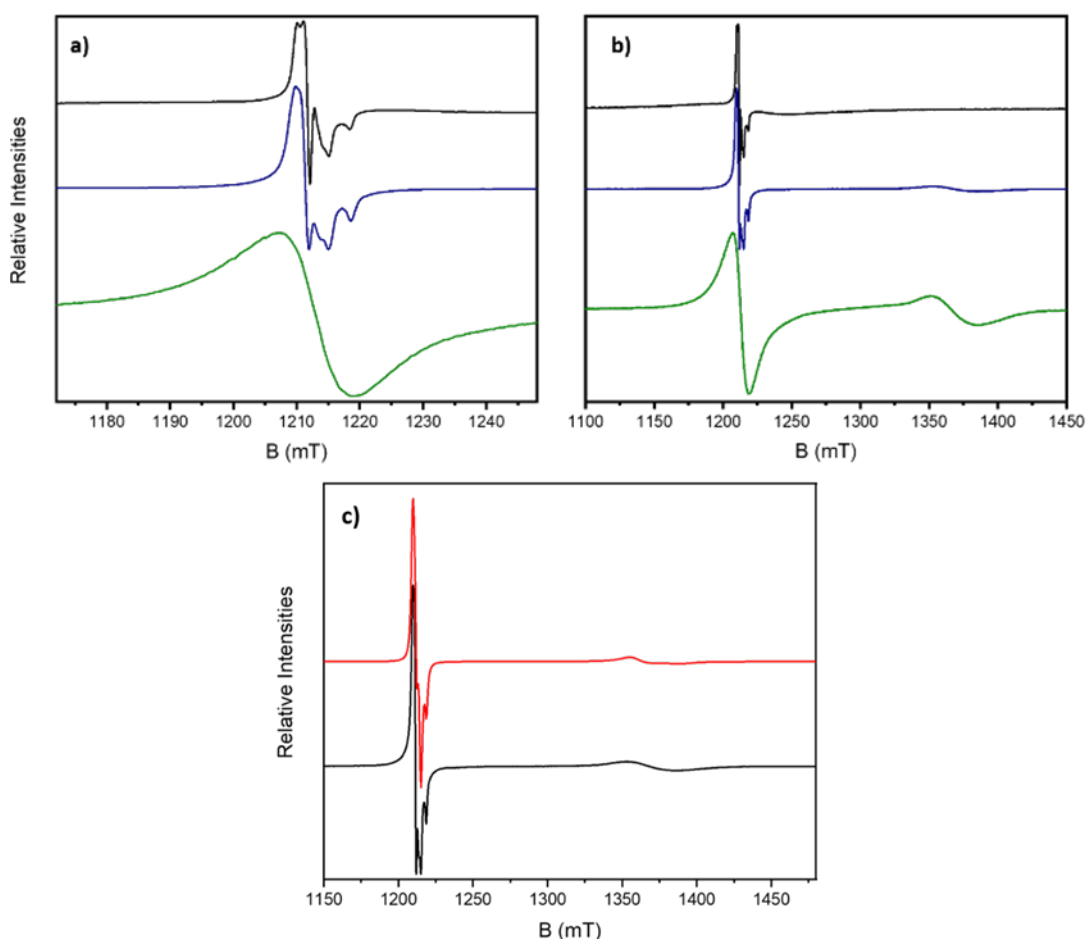 a)
Relative Intensities
1180 1190 1200 1210 1220 1230 1240
B (mT)
b)
1100 1150 1200 1250 1300 1350 1400 1450
B (mT)
c)
Relative Intensities
1150 1200 1250 1300 1350 1400 1450
B (mT)